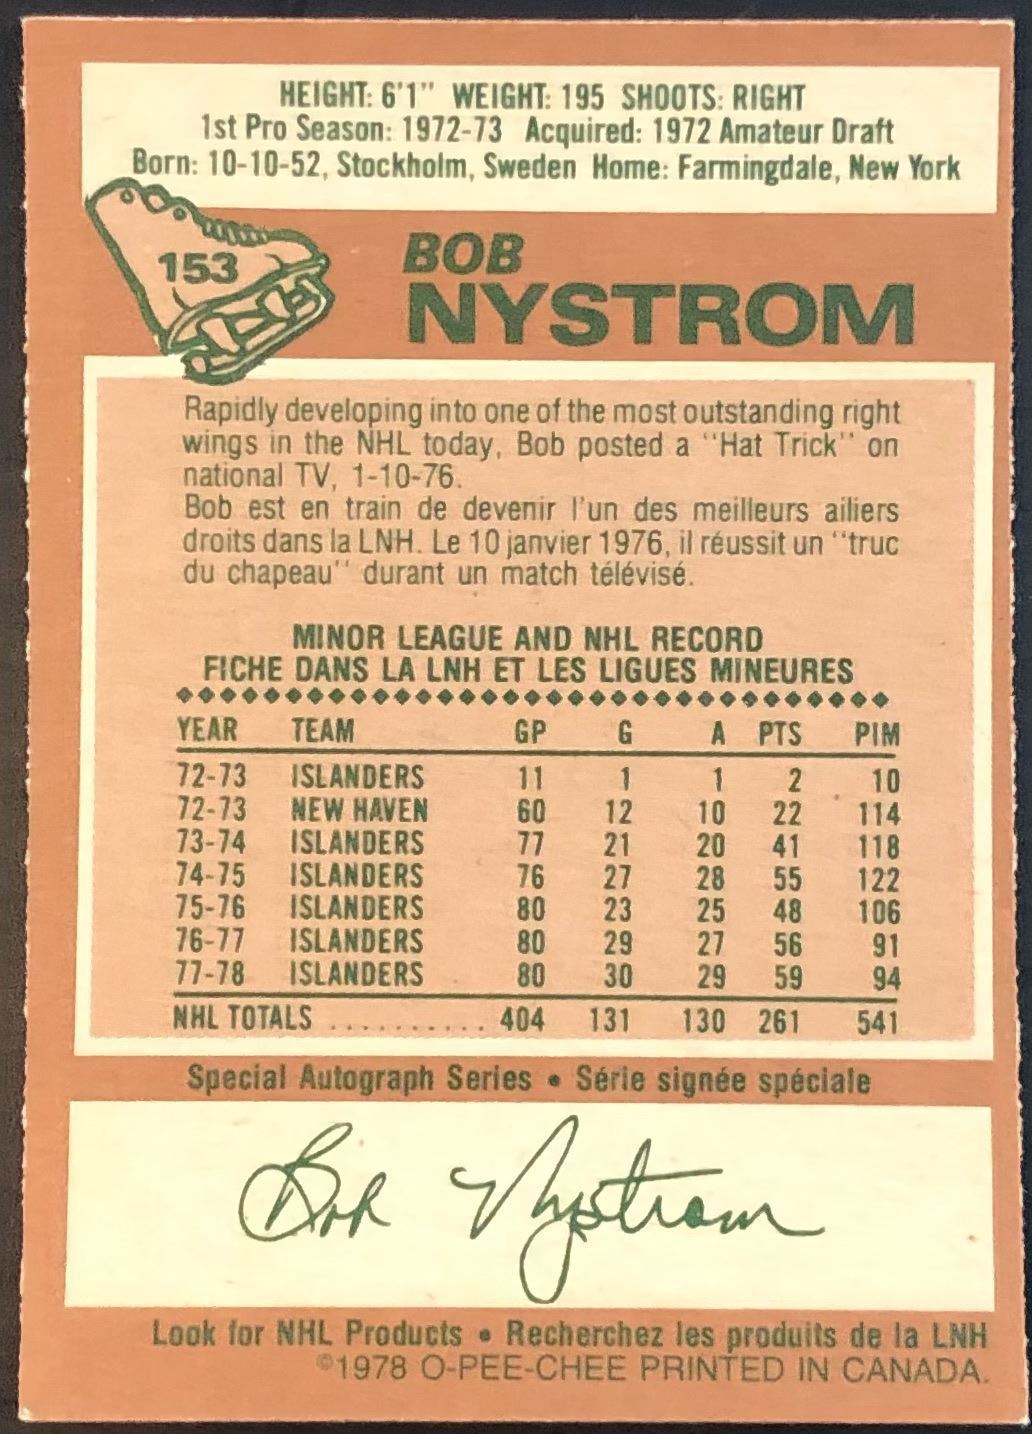 HEIGHT: 6'1" WEIGHT: 195 SHOOTS: RIGHT
1st Pro Season: 1972-73 Acquired: 1972 Amateur Draft
Born: 10-10-52, Stockholm, Sweden Home: Farmingdale, New York
153
BOB
NYSTROM
Rapidly developing into one of the most outstanding right
wings in the NHL today, Bob posted a "Hat Trick" on
national TV, 1-10-76.
Bob est en train de devenir l'un des meilleurs ailiers
droits dans la LNH. Le 10 janvier 1976, il réussit un "truc
du chapeau" durant un match télévisé.
MINOR LEAGUE AND NHL RECORD
FICHE DANS LA LNH ET LES LIGUES MINEURES
YEAR TEAM GP G A PTS PIM
72-73 ISLANDERS 11 1 1 2 10
72-73 NEW HAVEN 60 12 10 22 114
73-74 ISLANDERS 77 21 20 41 118
74-75 ISLANDERS 76 27 28 55 122
75-76 ISLANDERS 80 23 25 48 106
76-77 ISLANDERS 80 29 27 56 91
77-78 ISLANDERS 80 30 29 59 94
NHL TOTALS .......... 404 131 130 261 541
Special Autograph Series • Série signée spéciale
Bob Nystrom
Look for NHL Products • Recherchez les produits de la LNH
©1978 O-PEE-CHEE PRINTED IN CANADA.